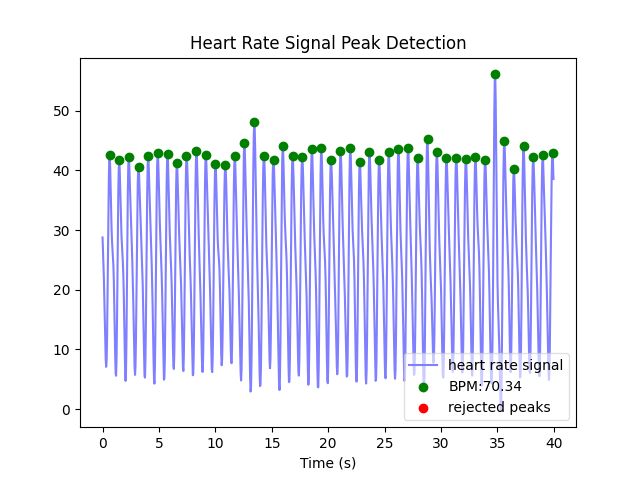 Heart Rate Signal Peak Detection
50
40
30
20
10
0
heart rate signal
BPM:70.34
rejected peaks
0 5 10 15 20 25 30 35 40
Time (s)